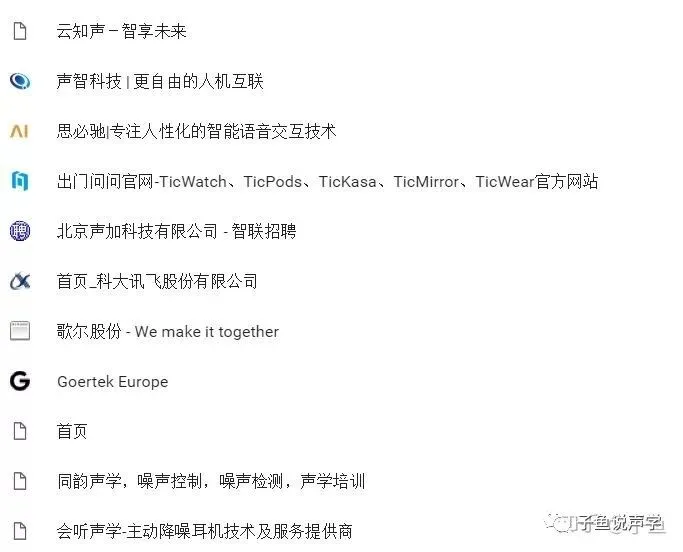 云知声 – 智享未来
声智科技 | 更自由的人机互联
AI 思必驰|专注人性化的智能语音交互技术
出门问问官网-TicWatch、TicPods、TicKasa、TicMirror、TicWear官方网站
聘 北京声加科技有限公司 - 智联招聘
首页_科大讯飞股份有限公司
歌尔股份 - We make it together
G Goertek Europe
首页
同韵声学，噪声控制，噪声检测，声学培训
会听声学-主动降噪耳机技术及服务提供商
子鱼说声学